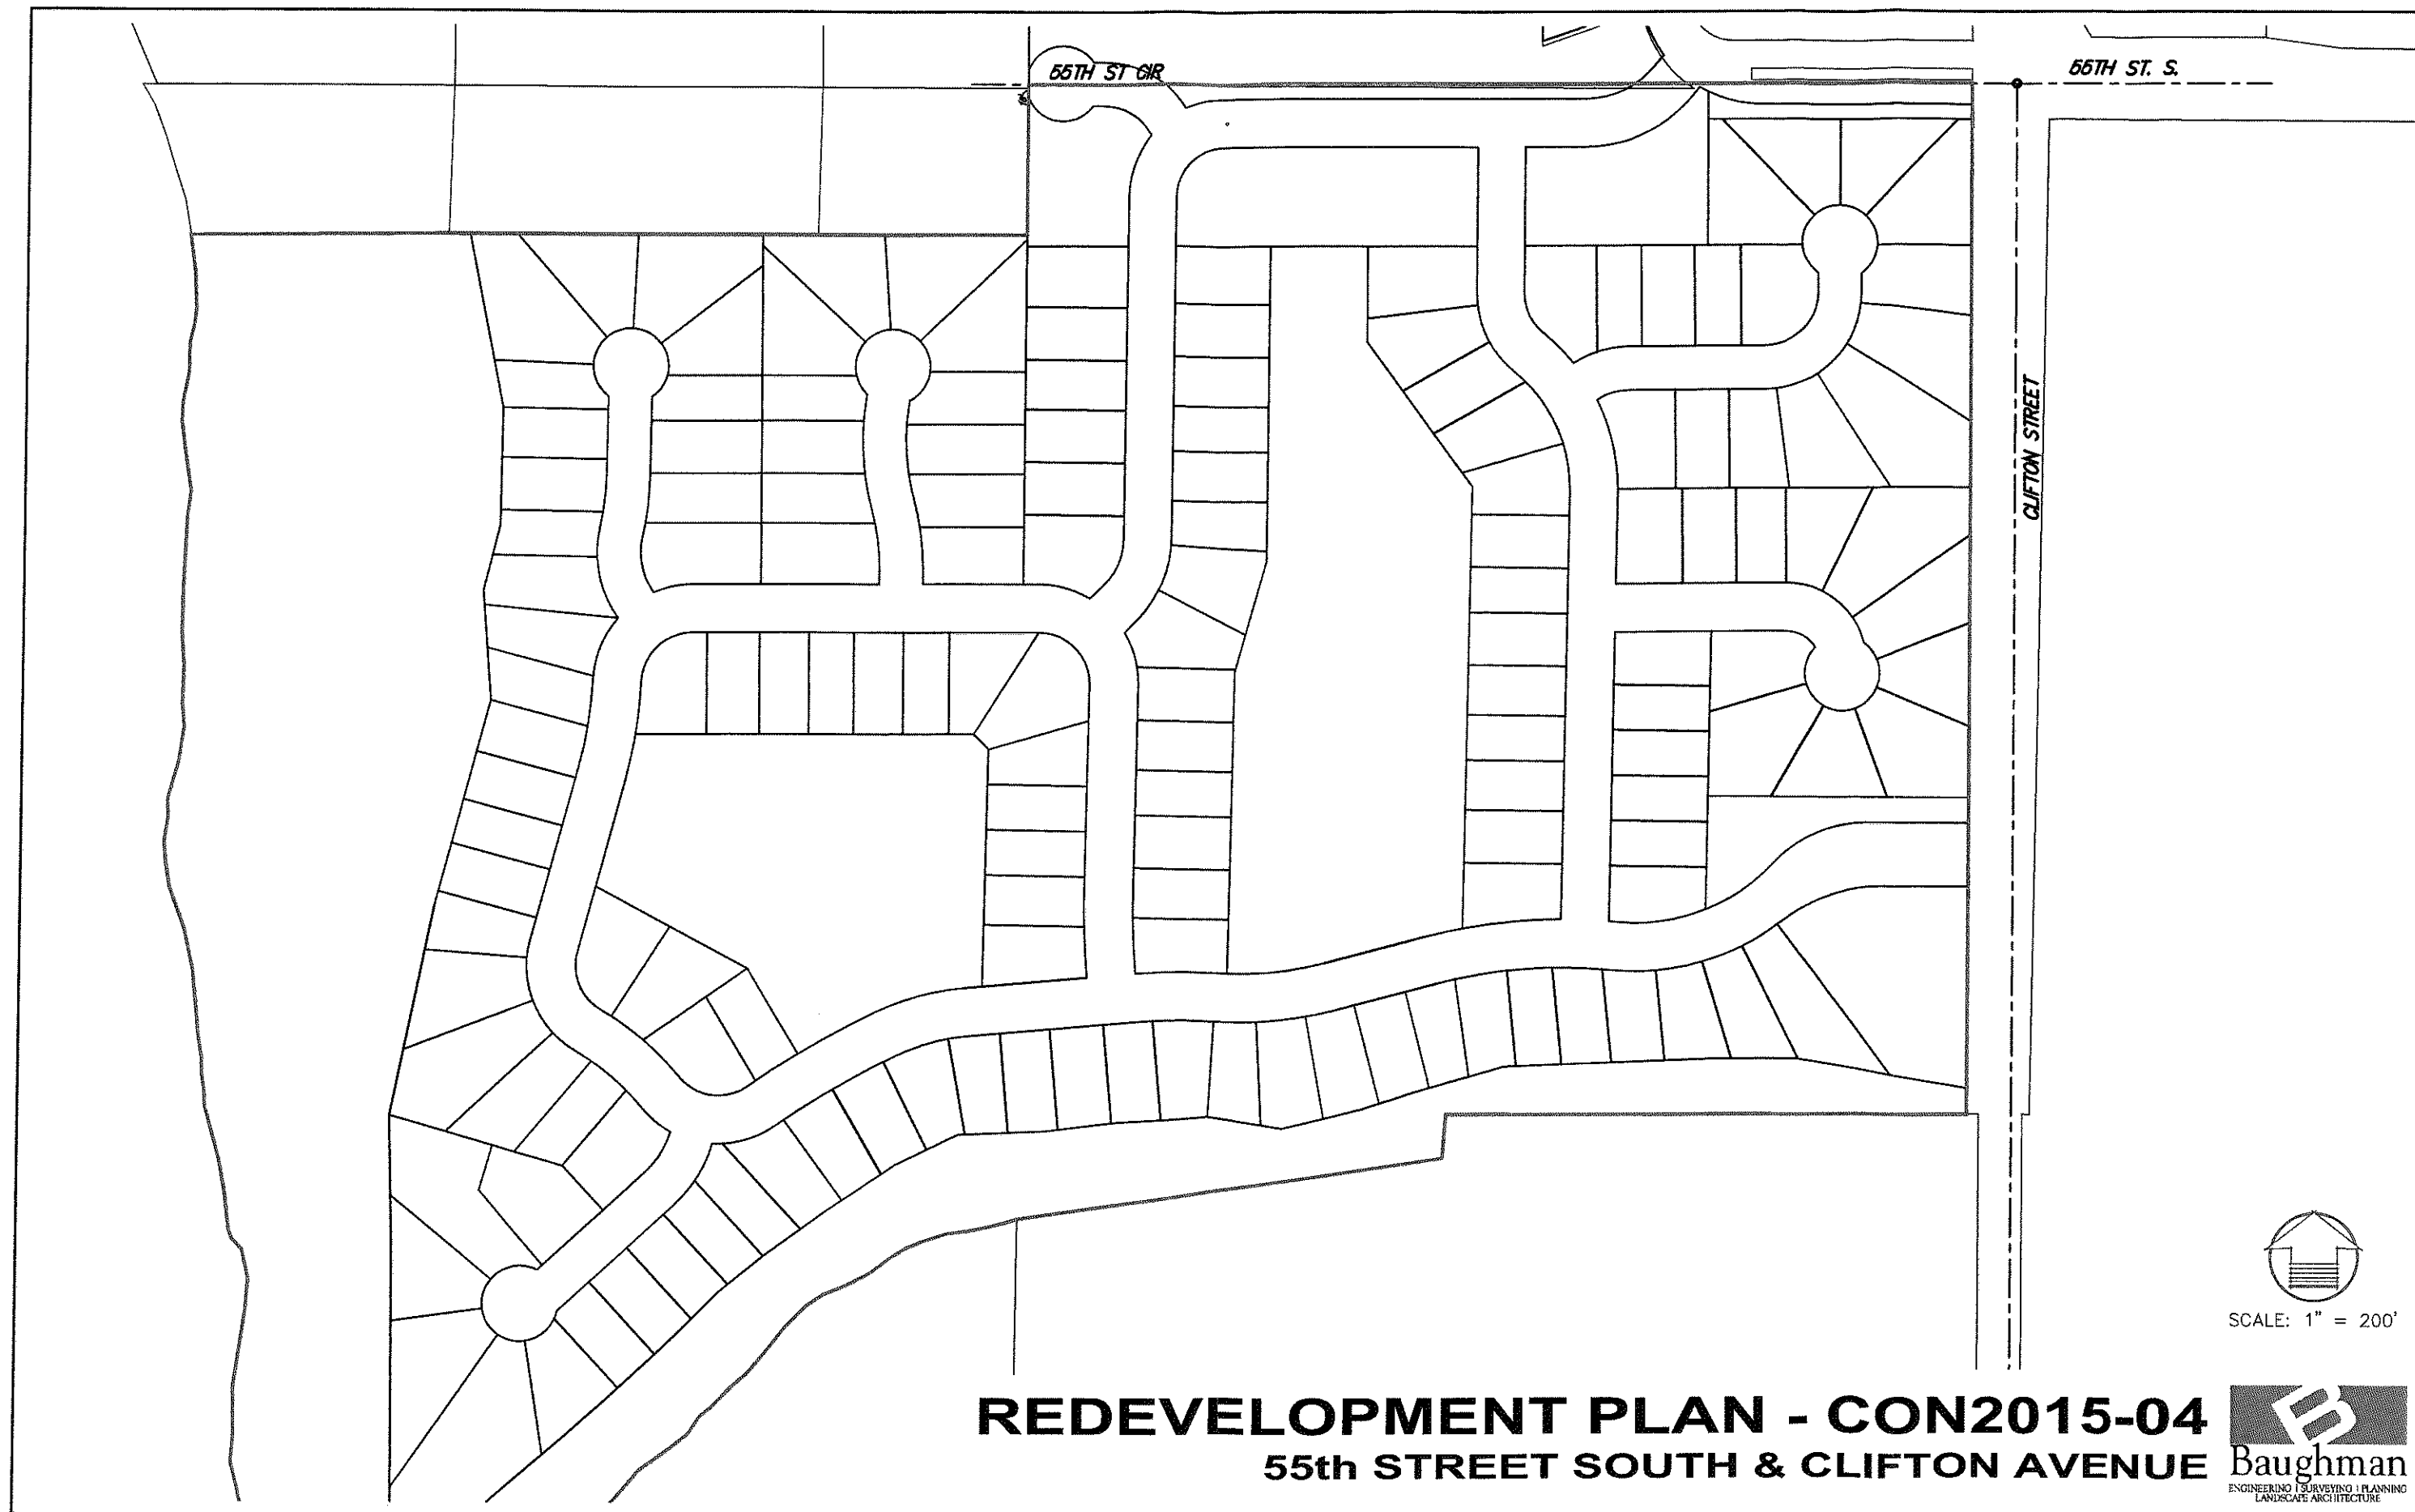 55TH ST CIR
55TH ST. S.
CLIFTON STREET
SCALE: 1" = 200'
REDEVELOPMENT PLAN - CON2015-04
55th STREET SOUTH & CLIFTON AVENUE
B
Baughman
ENGINEERING | SURVEYING | PLANNING
LANDSCAPE ARCHITECTURE